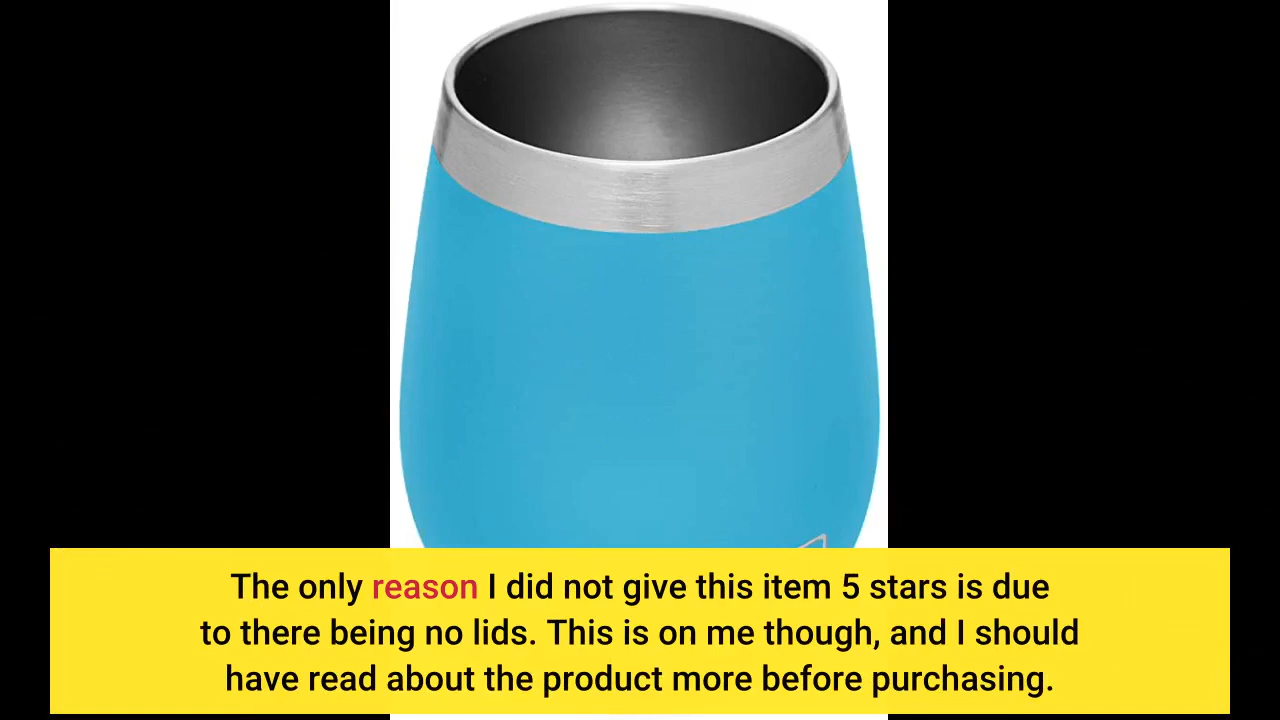 The only reason I did not give this item 5 stars is due
to there being no lids. This is on me though, and I should
have read about the product more before purchasing.